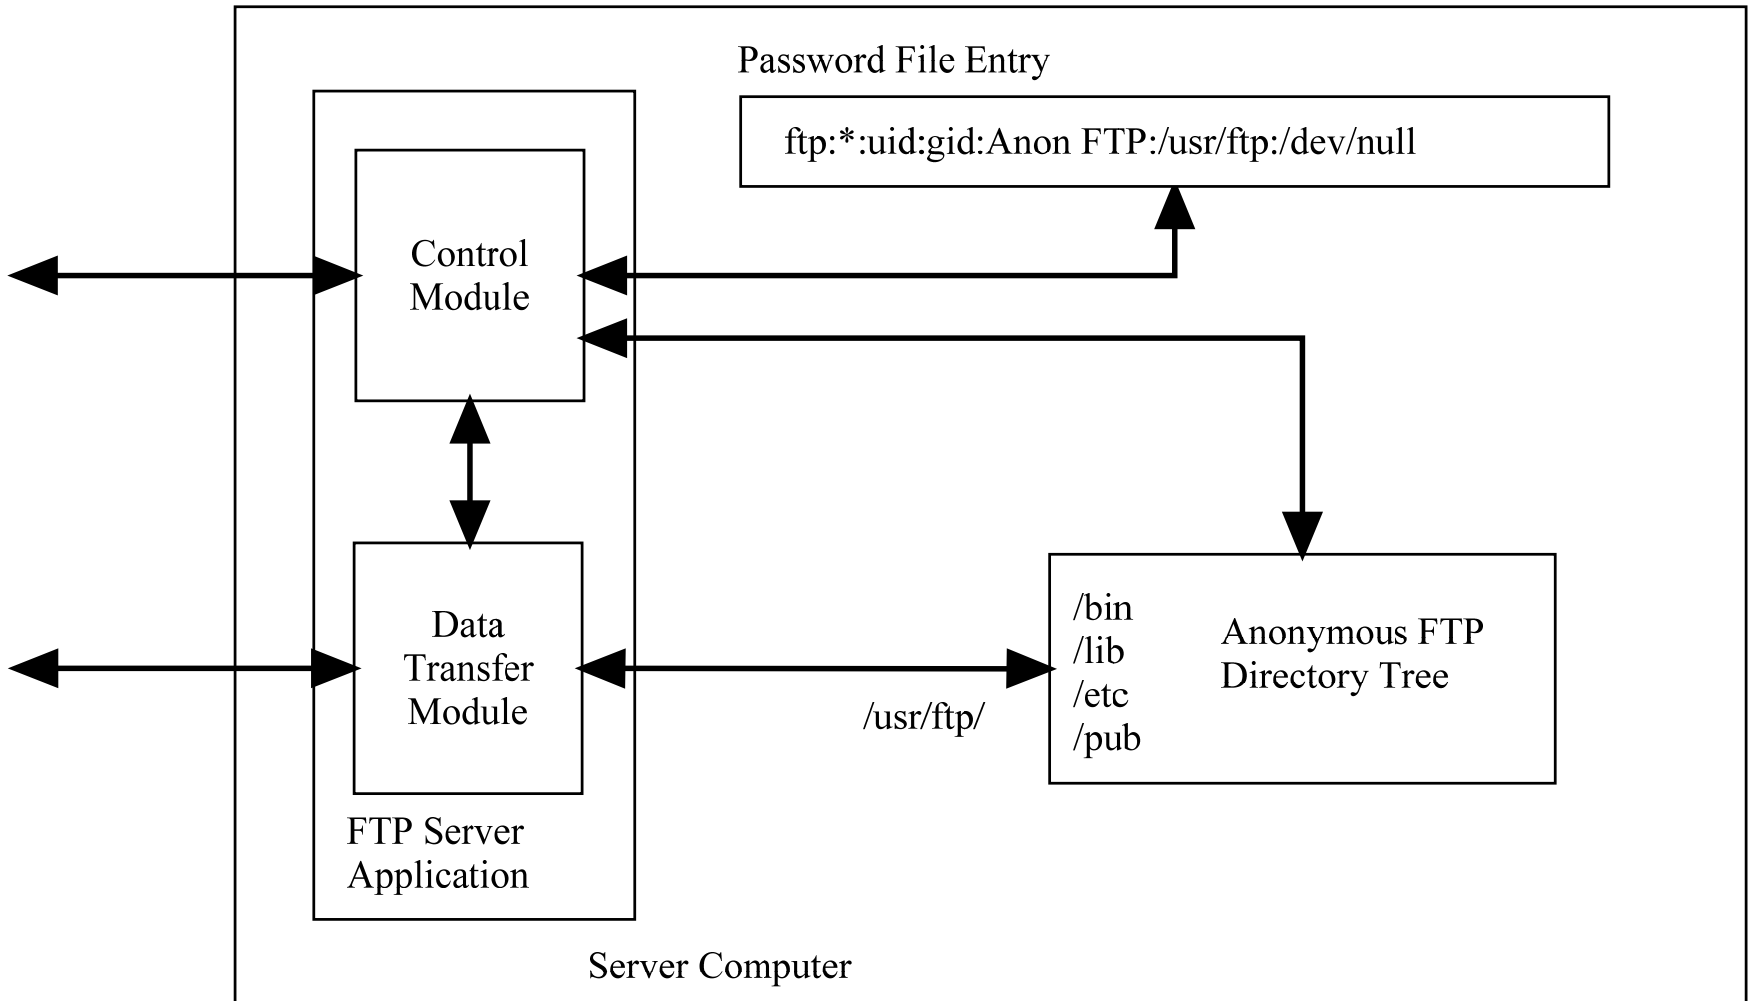 Password File Entry
ftp:*:uid:gid:Anon FTP:/usr/ftp:/dev/null
Control
Module
Data
Transfer
Module
/usr/ftp/
/bin
/lib
/etc
/pub
Anonymous FTP
Directory Tree
FTP Server
Application
Server Computer